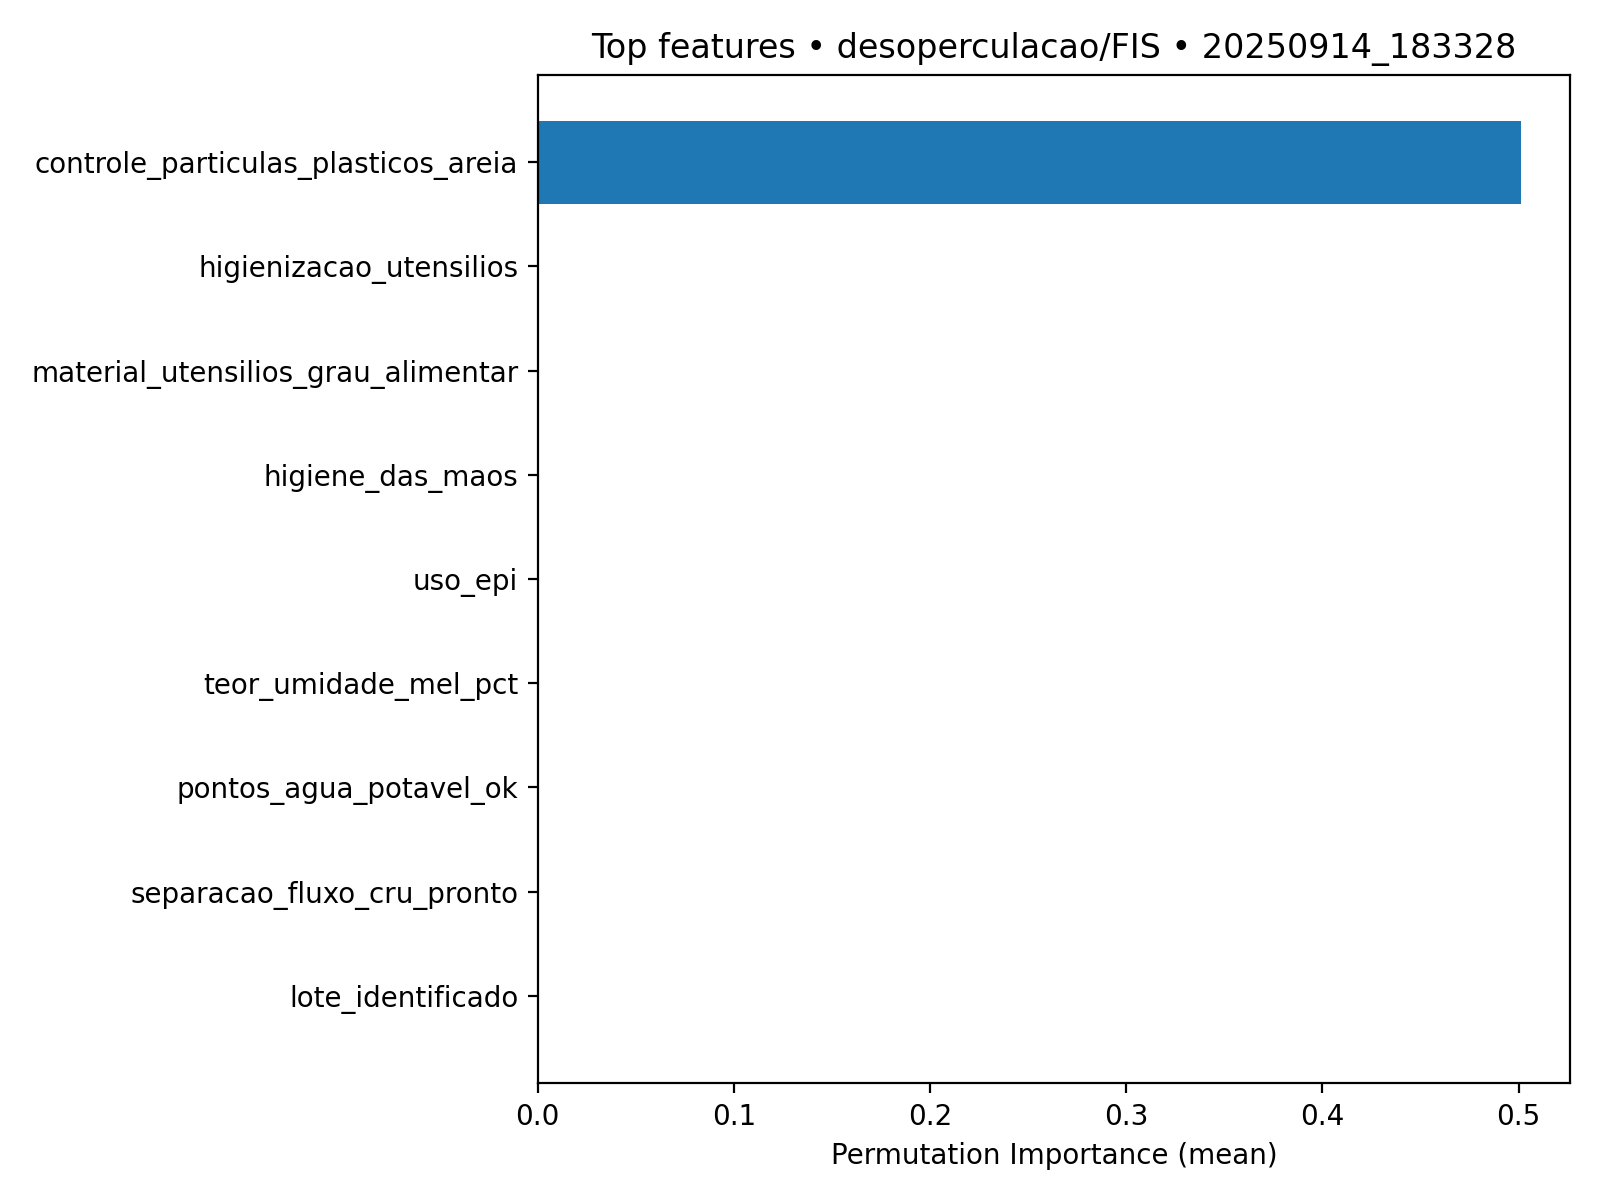 Top features • desoperculacao/FIS • 20250914_183328
controle_particulas_plasticos_areia
higienizacao_utensilios
material_utensilios_grau_alimentar
higiene_das_maos
uso_epi
teor_umidade_mel_pct
pontos_agua_potavel_ok
separacao_fluxo_cru_pronto
lote_identificado
0.0 0.1 0.2 0.3 0.4 0.5
Permutation Importance (mean)